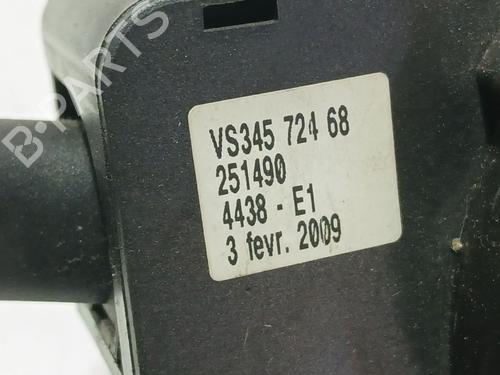 B-PARTS
VS345 724 68
251490
4438 - E1
3 fevr. 2009